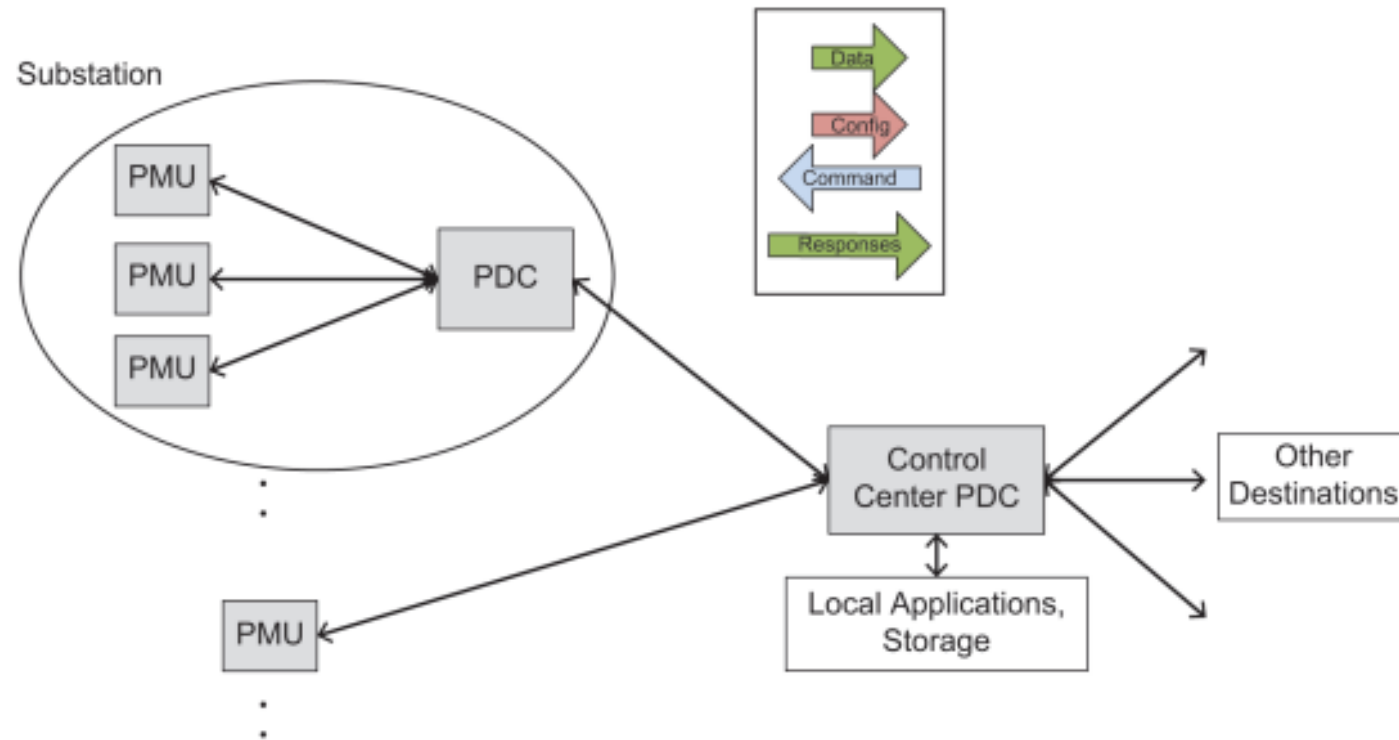 Substation
PMU
PMU
PMU
PDC
Data
Config
Command
Responses
Control
Center PDC
Other
Destinations
Local Applications,
Storage
PMU